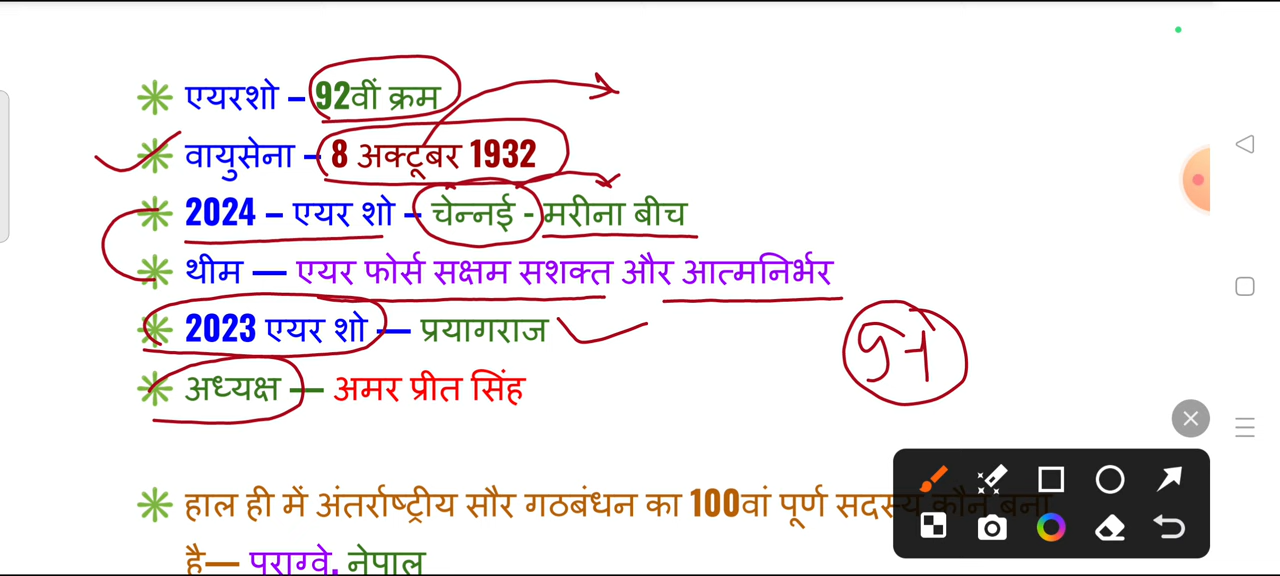 एयरशो – 92वीं क्रम
वायुसेना – 8 अक्टूबर 1932
2024 – एयर शो – चेन्नई - मरीना बीच
थीम — एयर फोर्स सक्षम सशक्त और आत्मनिर्भर
2023 एयर शो — प्रयागराज
91
अध्यक्ष — अमर प्रीत सिंह
हाल ही में अंतर्राष्ट्रीय सौर गठबंधन का 100वां पूर्ण सदस्य कौन बना
है— पराग्वे, नेपाल